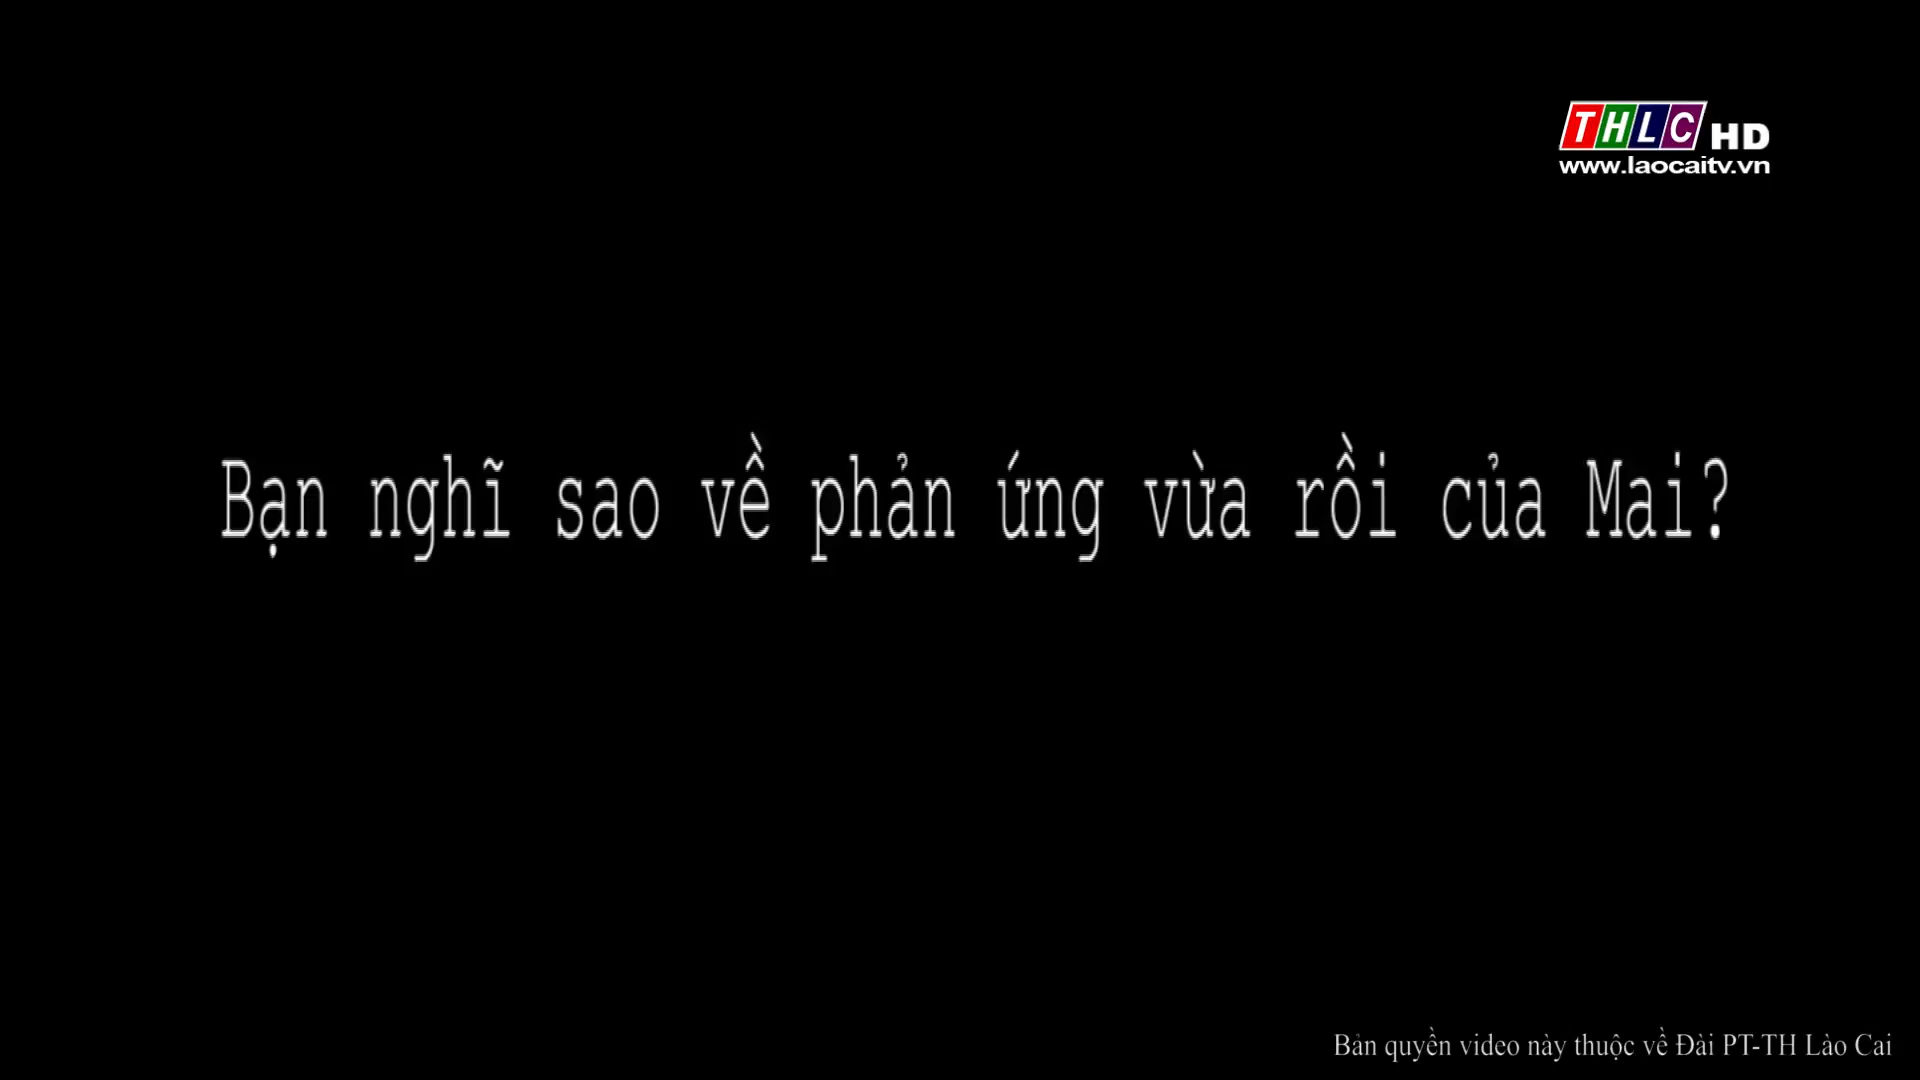 THLC HD
www.laocaitv.vn
Bạn nghĩ sao về phản ứng vừa rồi của Mai?
Bản quyền video này thuộc về Đài PT-TH Lào Cai